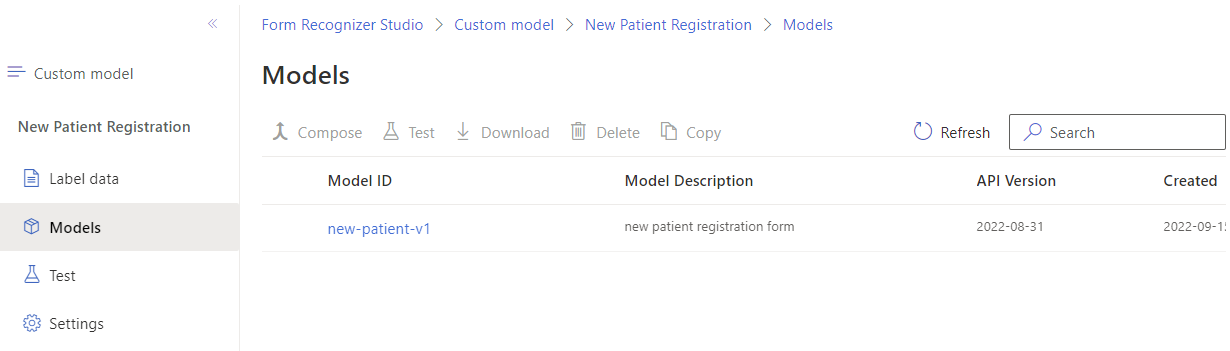 Form Recognizer Studio > Custom model > New Patient Registration > Models
Custom model
Models
New Patient Registration
Compose Test Download Delete Copy Refresh Search
Label data
Model ID Model Description API Version Created
Models
new-patient-v1 new patient registration form 2022-08-31 2022-09-15
Test
Settings